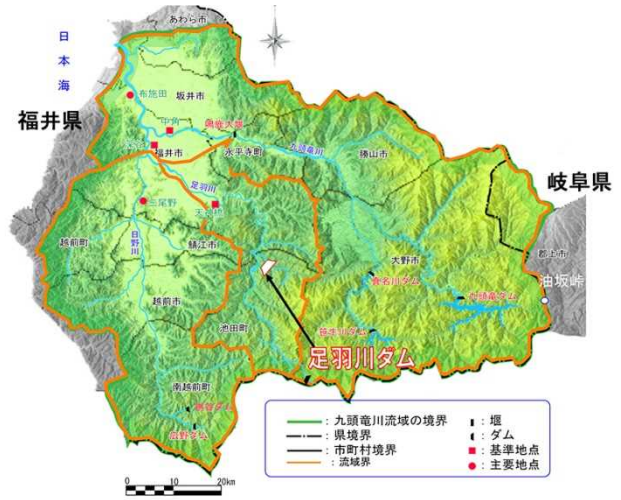 あわら市
日本海
布施田
坂井市
福井県
中角
鳴鹿大堰
福井市
永平寺町
九頭竜川
勝山市
岐阜県
足羽川
三尾野
天神橋
越前町
日野川
鯖江市
大野市
郡上市
油坂峠
真名川ダム
九頭竜ダム
越前市
池田町
笹生川ダム
足羽川ダム
南越前町
桝谷ダム
広野ダム
:九頭竜川流域の境界
:県境界
:市町村境界
:流域界
:堰
:ダム
:基準地点
:主要地点
0 10 20km